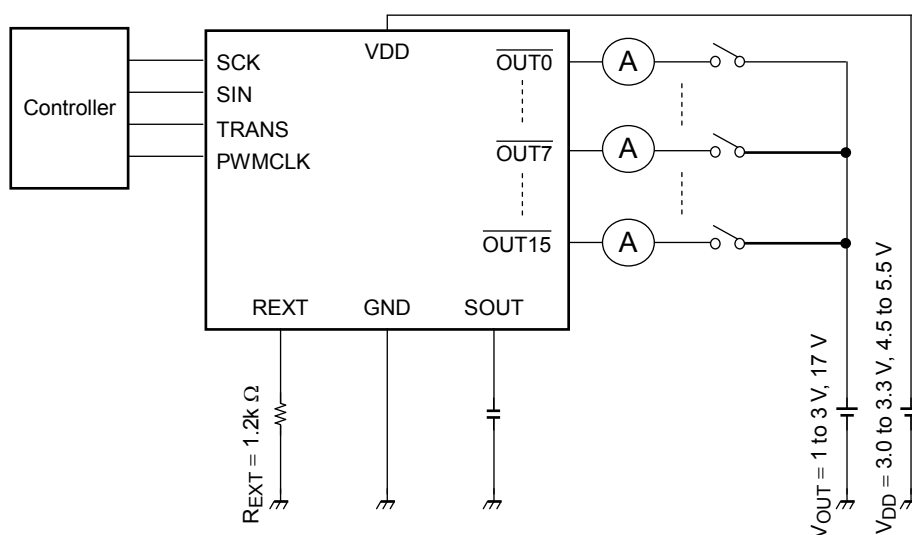 Controller
SCK
SIN
TRANS
PWMCLK
VDD
OUT0
OUT7
OUT15
A
A
A
REXT
GND
SOUT
REXT = 1.2k Ω
VOUT = 1 to 3 V, 17 V
VDD = 3.0 to 3.3 V, 4.5 to 5.5 V